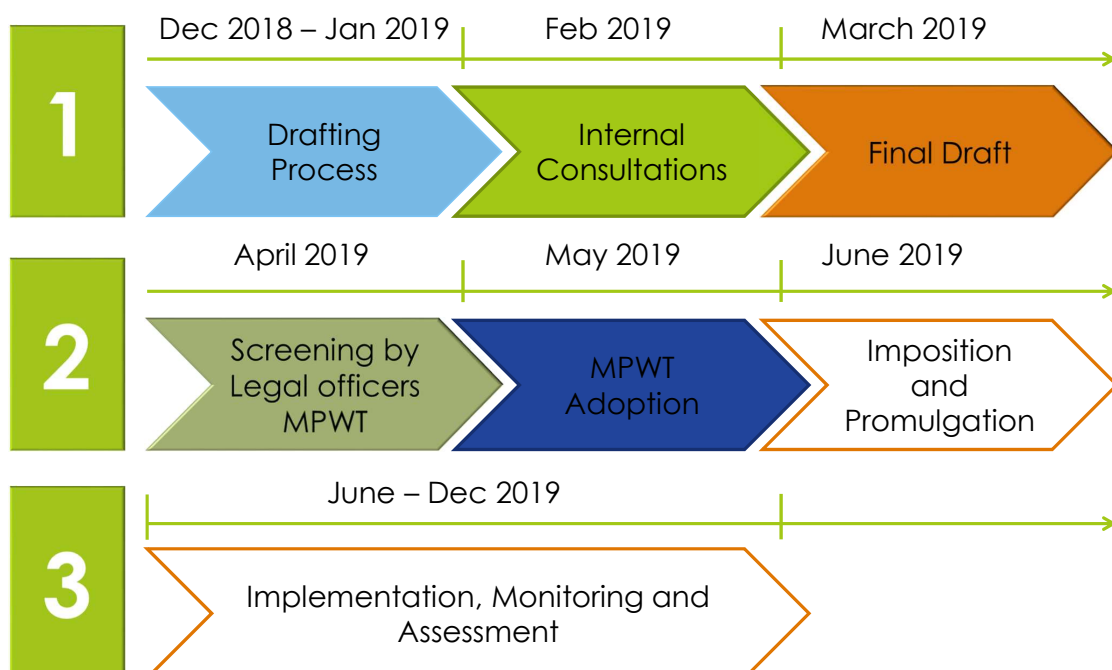 1
Dec 2018 – Jan 2019
Feb 2019
March 2019
Drafting
Process
Internal
Consultations
Final Draft
2
April 2019
May 2019
June 2019
Screening by
Legal officers
MPWT
MPWT
Adoption
Imposition
and
Promulgation
3
June – Dec 2019
Implementation, Monitoring and
Assessment